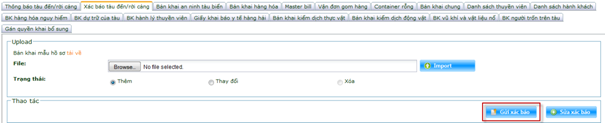 Thông báo tàu đến/rời cảng Xác báo tàu đến/rời cảng Bản khai an ninh tàu biển Bản khai hàng hóa Master bill Vận đơn gom hàng Container rỗng Bản khai chung Danh sách thuyền viên Danh sách hành khách
BK hàng hóa nguy hiểm BK dự trữ của tàu BK hành lý thuyền viên Giấy khai báo y tế hàng hải Bản khai kiểm dịch thực vật Bản khai kiểm dịch động vật BK vũ khí và vật liệu nổ BK người trốn trên tàu
Gán quyền khai bổ sung
Upload
Bản khai mẫu hồ sơ tải về
File: Browse... No file selected. Import
Trạng thái: Thêm Thay đổi Xóa
Thao tác
Gửi xác báo Sửa xác báo